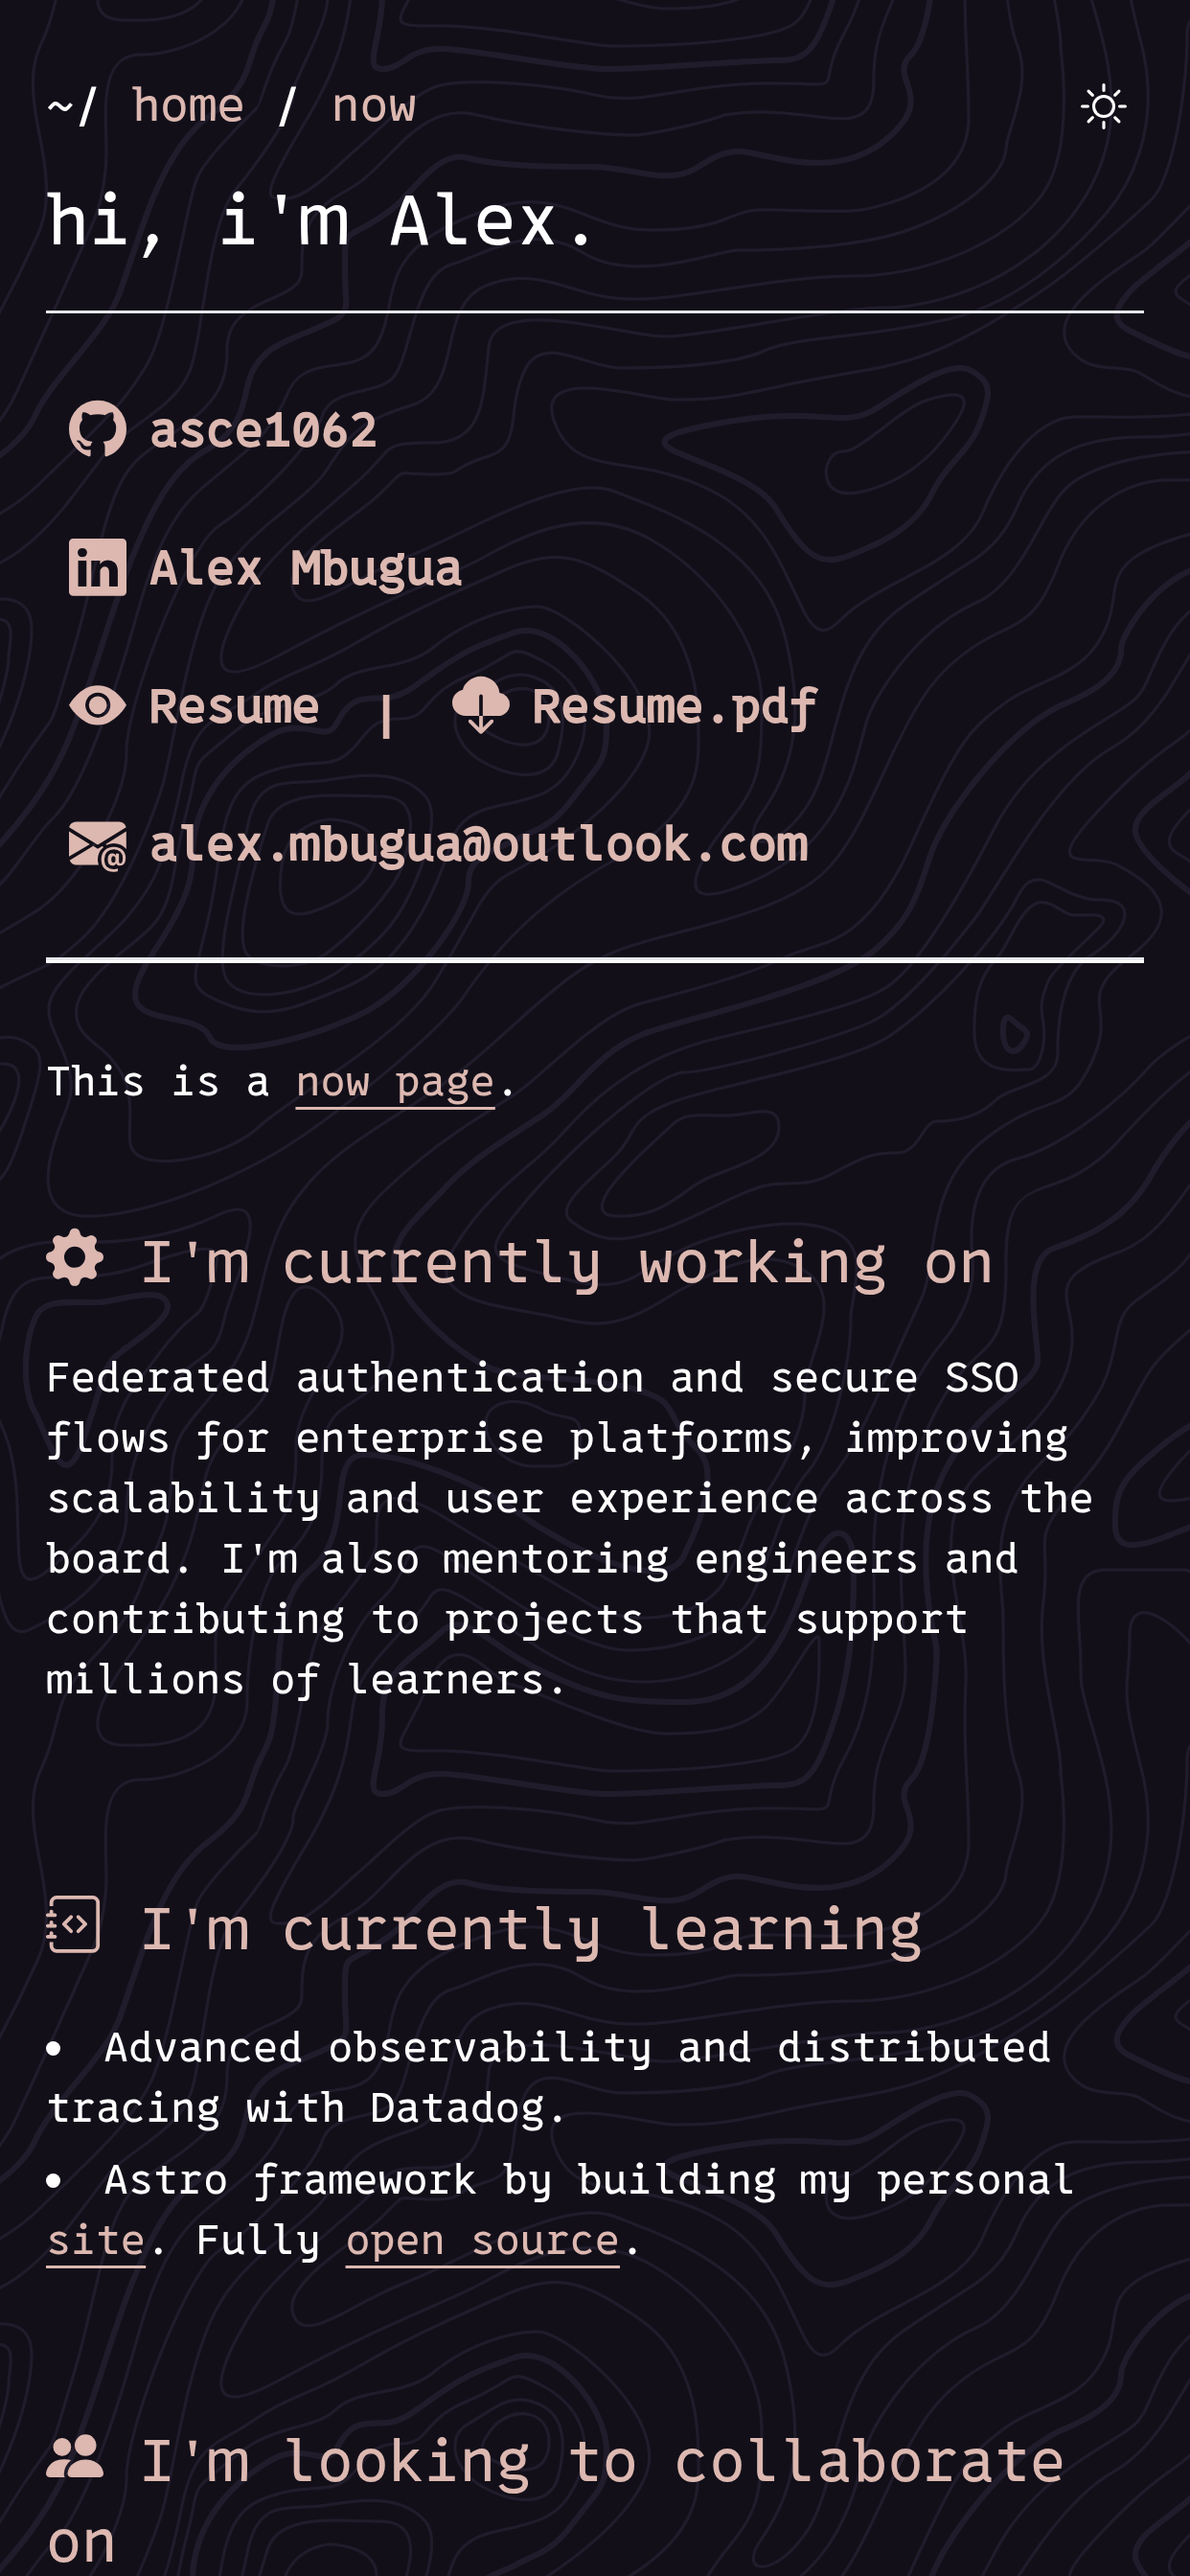 ~/ home / now
hi, i'm Alex.
asce1062
Alex Mbugua
Resume | Resume.pdf
alex.mbugua@outlook.com
This is a now page.
I'm currently working on
Federated authentication and secure SSO
flows for enterprise platforms, improving
scalability and user experience across the
board. I'm also mentoring engineers and
contributing to projects that support
millions of learners.
I'm currently learning
• Advanced observability and distributed
tracing with Datadog.
• Astro framework by building my personal
site. Fully open source.
I'm looking to collaborate
on